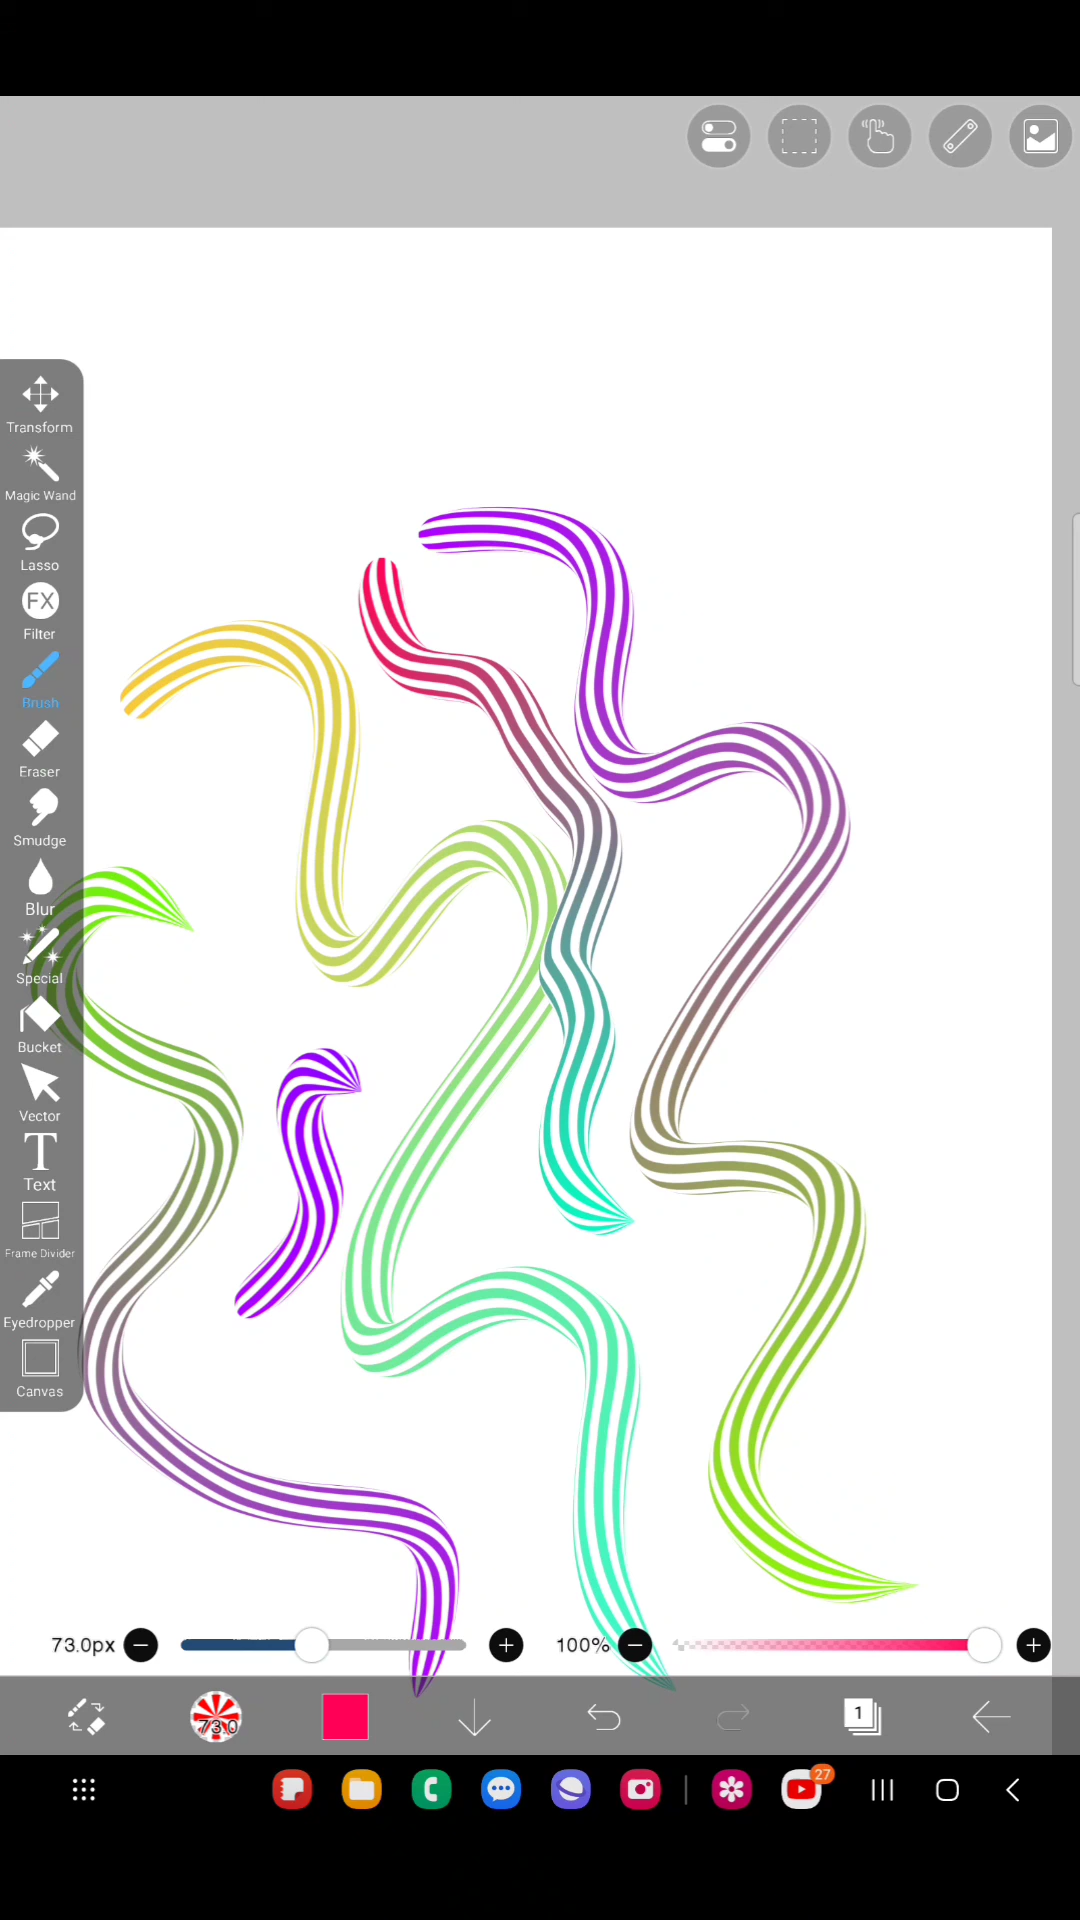 Transform
Magic Wand
Lasso
FX
Filter
Brush
Eraser
Smudge
Blur
Special
Bucket
Vector
T
Text
Frame Divider
Eyedropper
Canvas
73.0px
100%
73.0
1
27